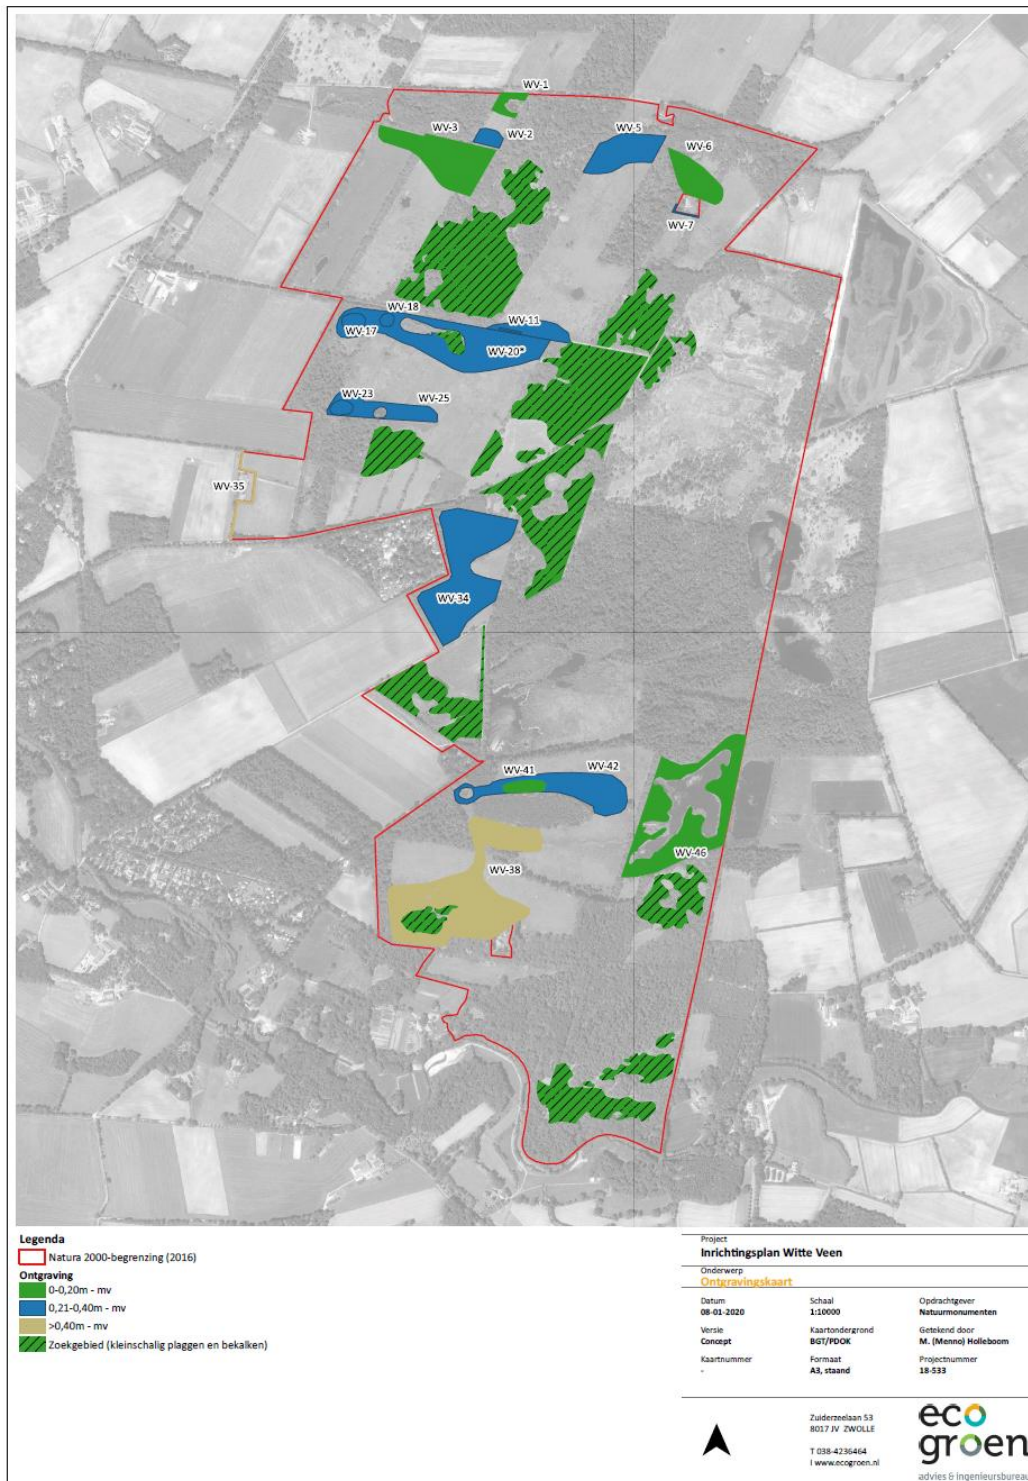 WV-1
WV-3
WV-2
WV-5
WV-6
WV-7
WV-18
WV-17
WV-11
WV-20*
WV-23
WV-25
WV-35
WV-34
WV-41
WV-42
WV-46
WV-38
Legenda
Natura 2000-begrenzing (2016)
Ontgraving
0-0,20m - mv
0,21-0,40m - mv
>0,40m - mv
Zoekgebied (kleinschalig plaggen en bekalken)
Project
Inrichtingsplan Witte Veen
Onderwerp
Ontgravingskaart
Datum Schaal Opdrachtgever
08-01-2020 1:10000 Natuurmonumenten
Versie Kaartondergrond Getekend door
Concept BGT/PDOK M. (Menno) Holleboom
Kaartnummer Formaat Projectnummer
- A3, staand 18-533
Zuiderzeelaan 53
8017 JV ZWOLLE
T 038-4236464
I www.ecogroen.nl
eco
groen
advies & ingenieursbureau